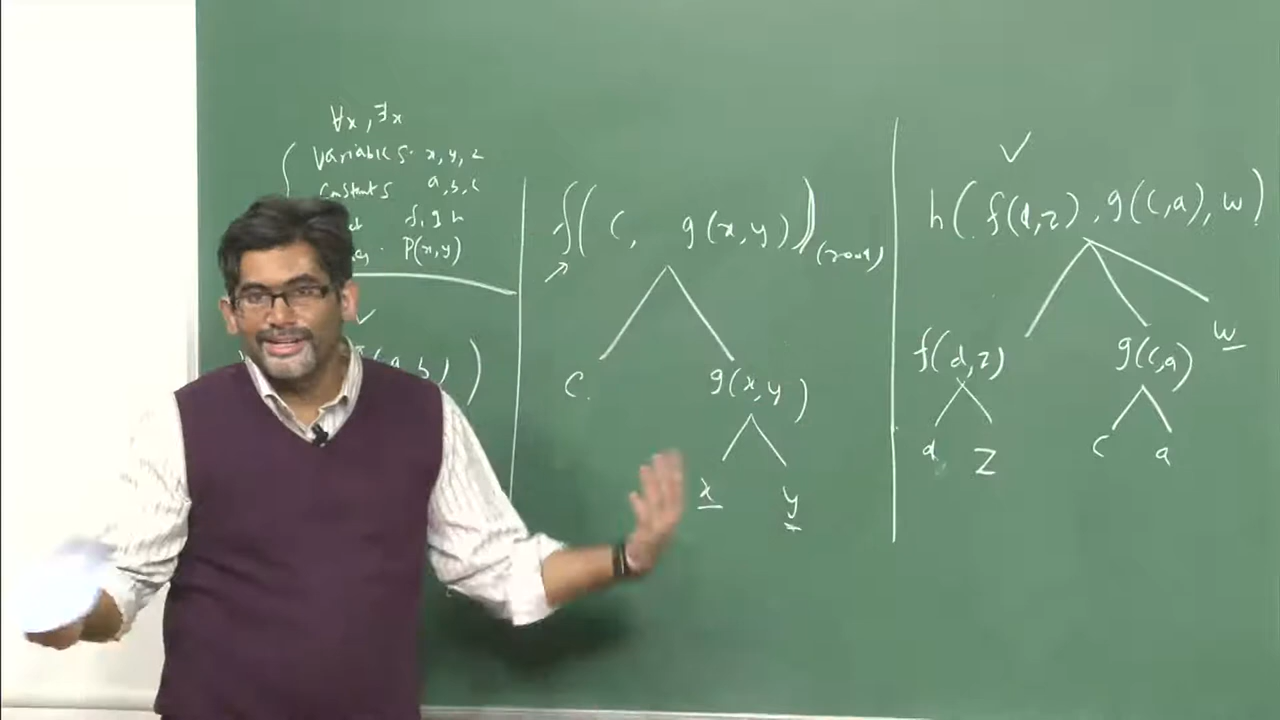 ∀x, ∃x
Variables. x, y, z
Constants a, b, c
f, g h
P(x, y)
✓
a, b )
f( c, g(x, y)) (root)
c. g(x, y)
x y
✓
h( f(d, z), g(c, a), w)
f(d, z) g(c, a) w
d z c a